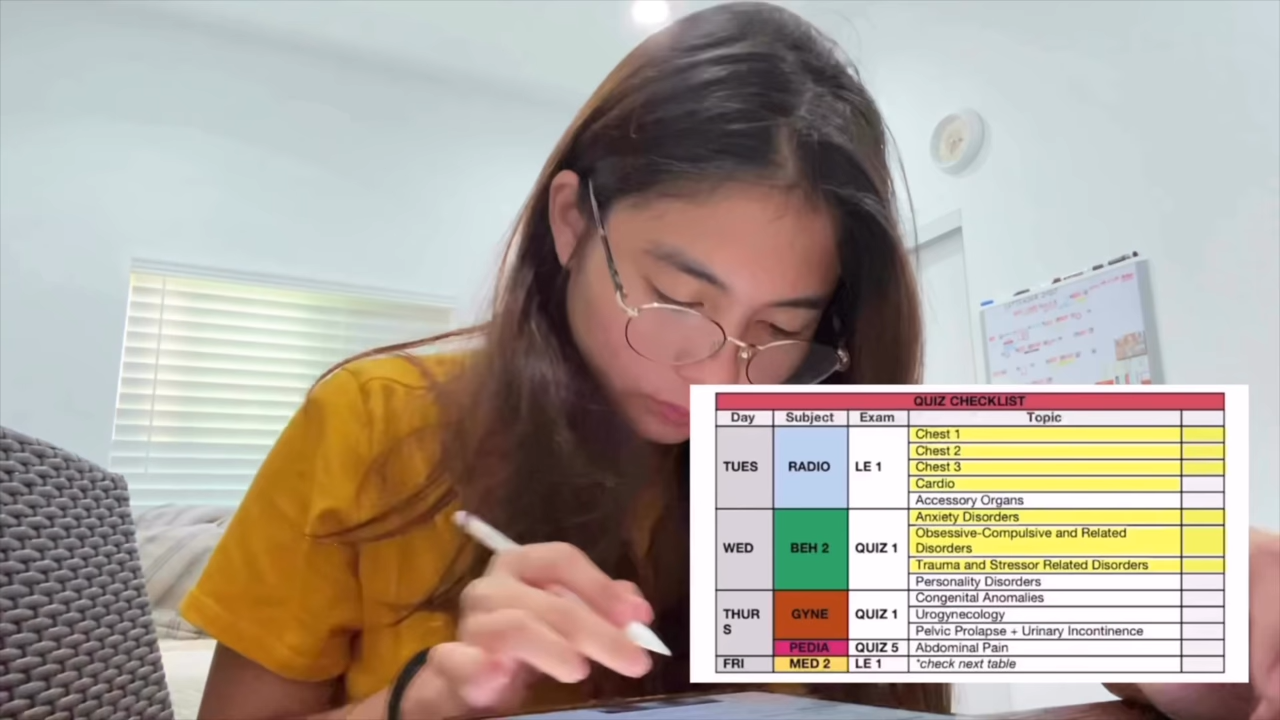 QUIZ CHECKLIST
Day Subject Exam Topic
TUES RADIO LE 1 Chest 1
Chest 2
Chest 3
Cardio
Accessory Organs
WED BEH 2 QUIZ 1 Anxiety Disorders
Obsessive-Compulsive and Related
Disorders
Trauma and Stressor Related Disorders
Personality Disorders
THUR
S GYNE QUIZ 1 Congenital Anomalies
Urogynecology
Pelvic Prolapse + Urinary Incontinence
PEDIA QUIZ 5 Abdominal Pain
FRI MED 2 LE 1 *check next table